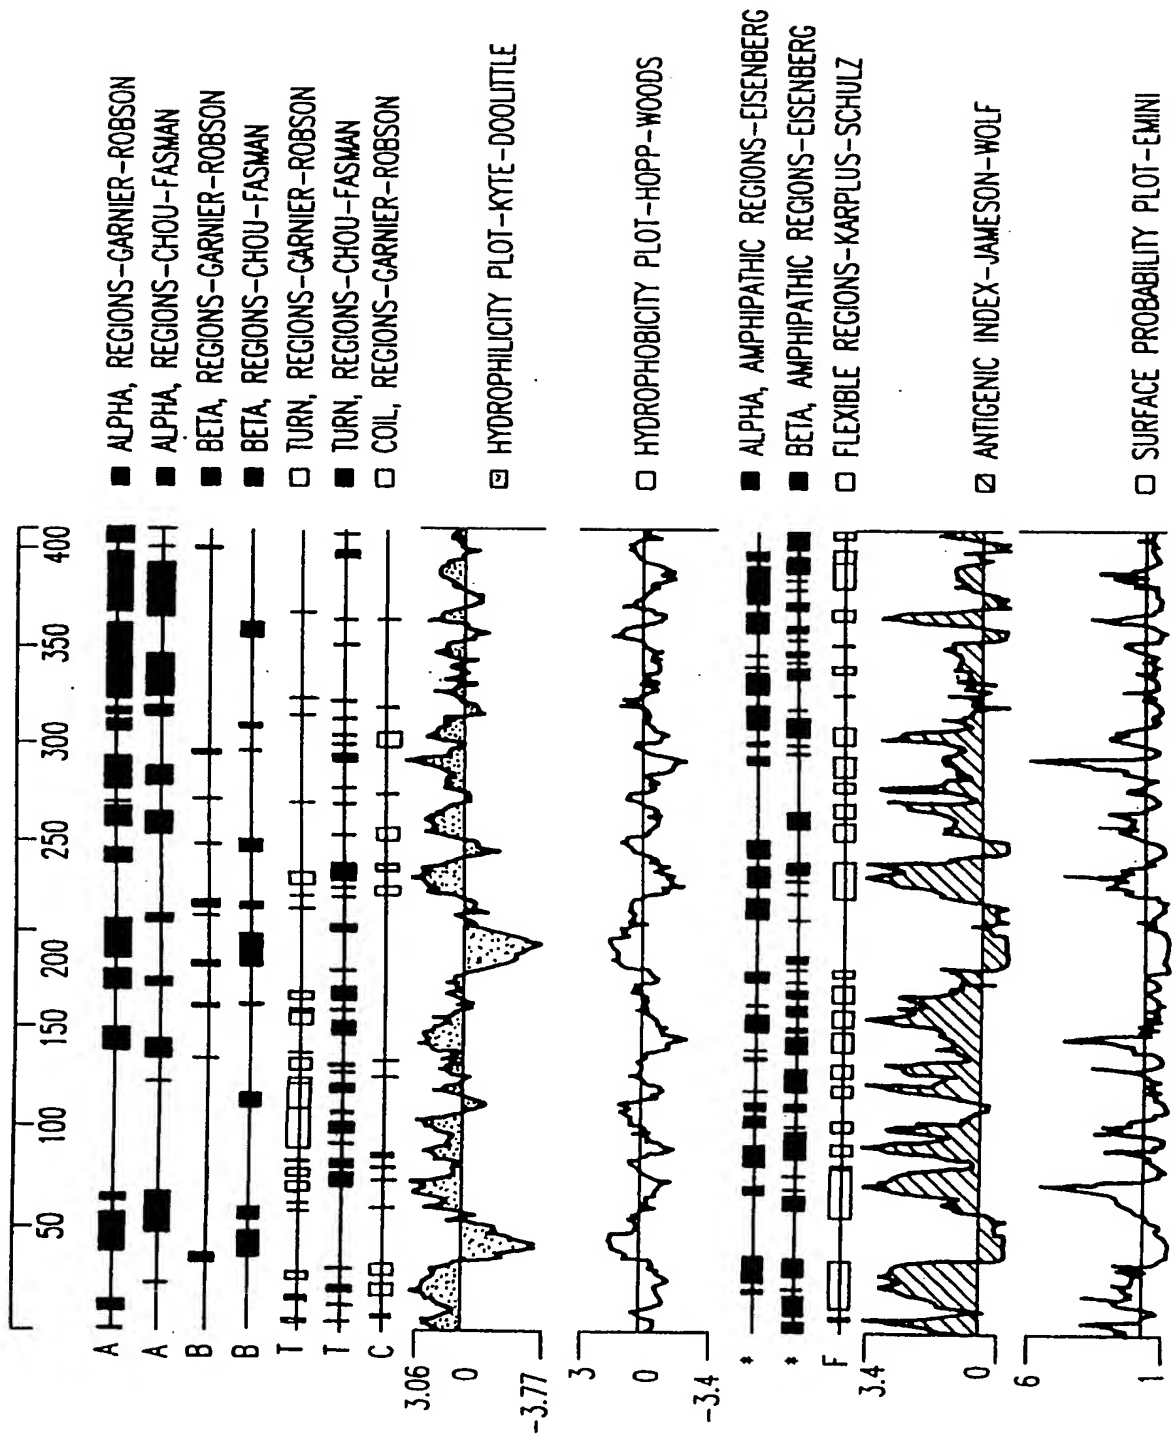 50 100 150 200 250 300 350 400
A ALPHA, REGIONS-GARNIER-ROBSON
A ALPHA, REGIONS-CHOU-FASMAN
B BETA, REGIONS-GARNIER-ROBSON
B BETA, REGIONS-CHOU-FASMAN
T TURN, REGIONS-GARNIER-ROBSON
T TURN, REGIONS-CHOU-FASMAN
C COIL, REGIONS-GARNIER-ROBSON
3.06
0
-3.77
HYDROPHILICITY PLOT-KYTE-DOOLITTLE
3
0
-3.4
HYDROPHOBICITY PLOT-HOPP-WOODS
* ALPHA, AMPHIPATHIC REGIONS-EISENBERG
* BETA, AMPHIPATHIC REGIONS-EISENBERG
F FLEXIBLE REGIONS-KARPLUS-SCHULZ
3.4
0
ANTIGENIC INDEX-JAMESON-WOLF
6
1
SURFACE PROBABILITY PLOT-EMINI